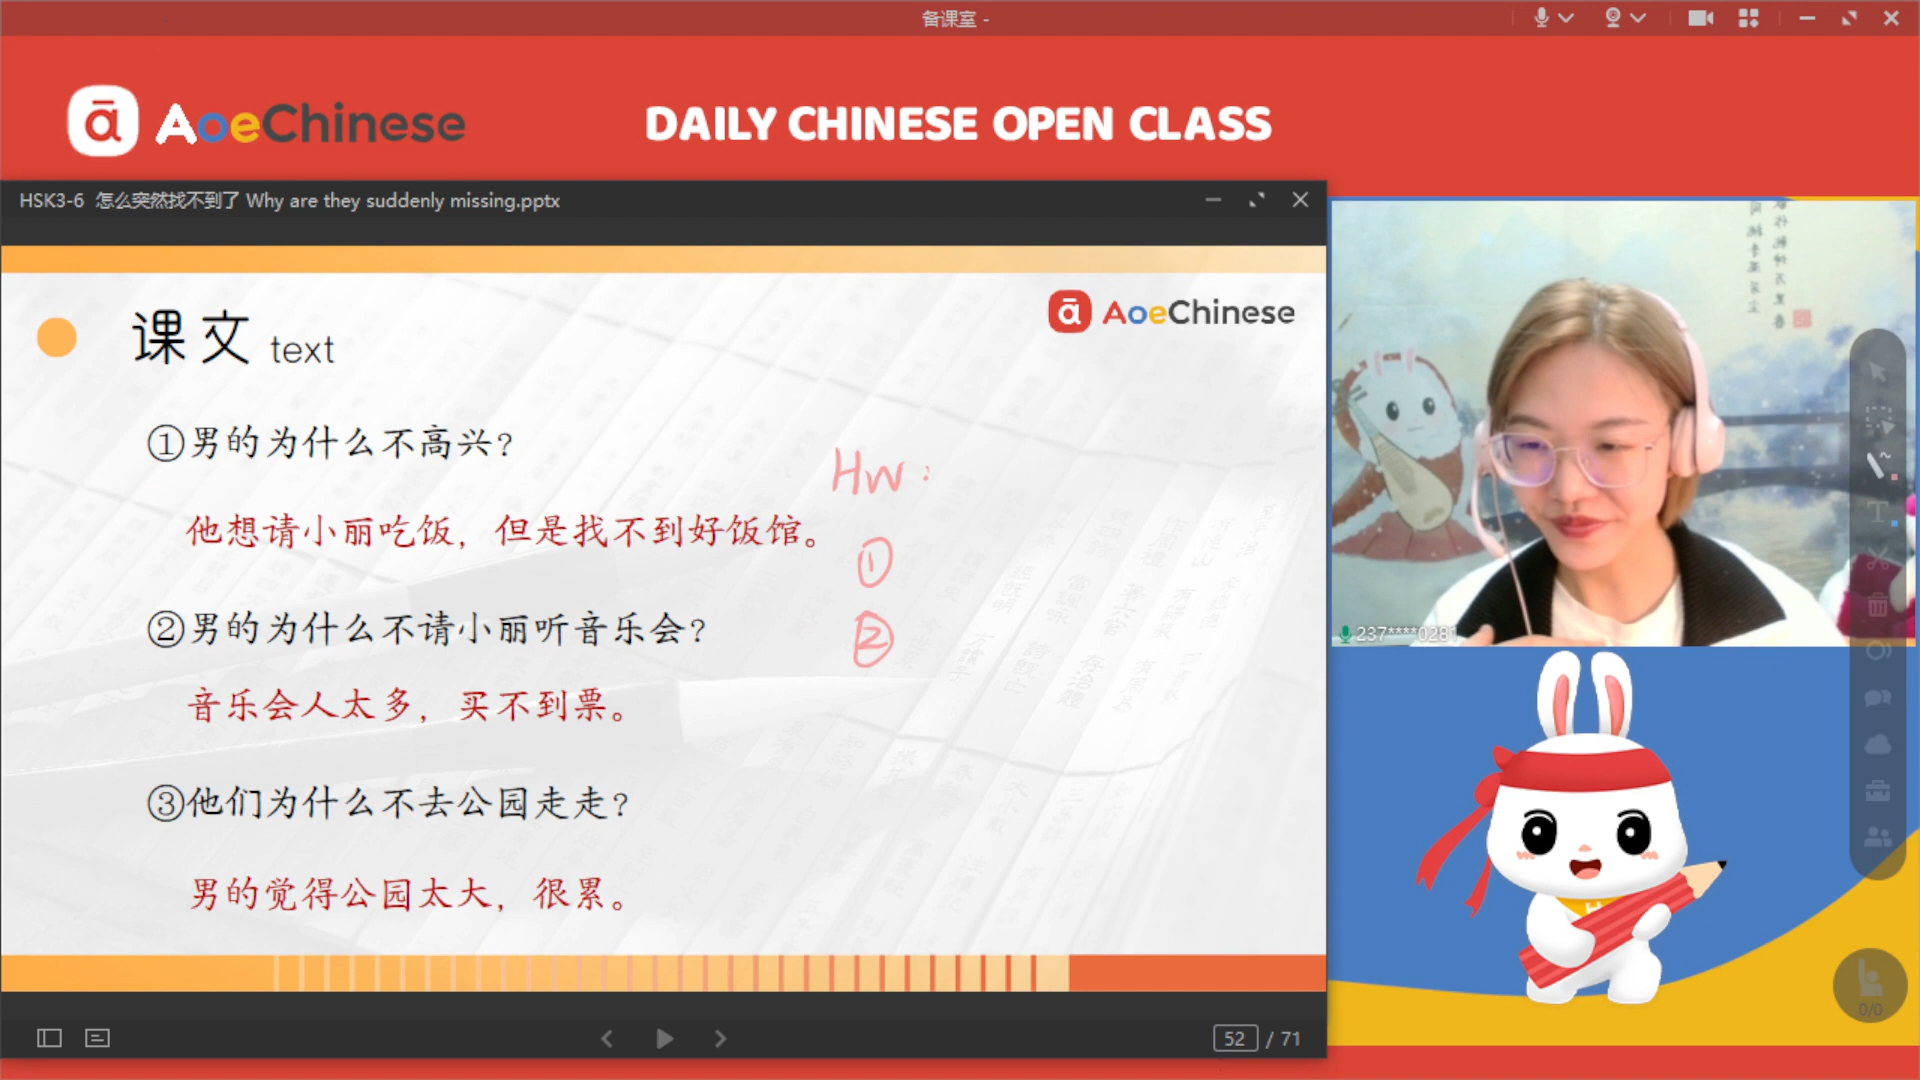 备课室 -
ā AoeChinese
DAILY CHINESE OPEN CLASS
HSK3-6 怎么突然找不到了 Why are they suddenly missing.pptx
ā AoeChinese
课文 text
①男的为什么不高兴？
他想请小丽吃饭，但是找不到好饭馆。
②男的为什么不请小丽听音乐会？
音乐会人太多，买不到票。
③他们为什么不去公园走走？
男的觉得公园太大，很累。
HW:
①
②
237****028
0/0
52 / 71